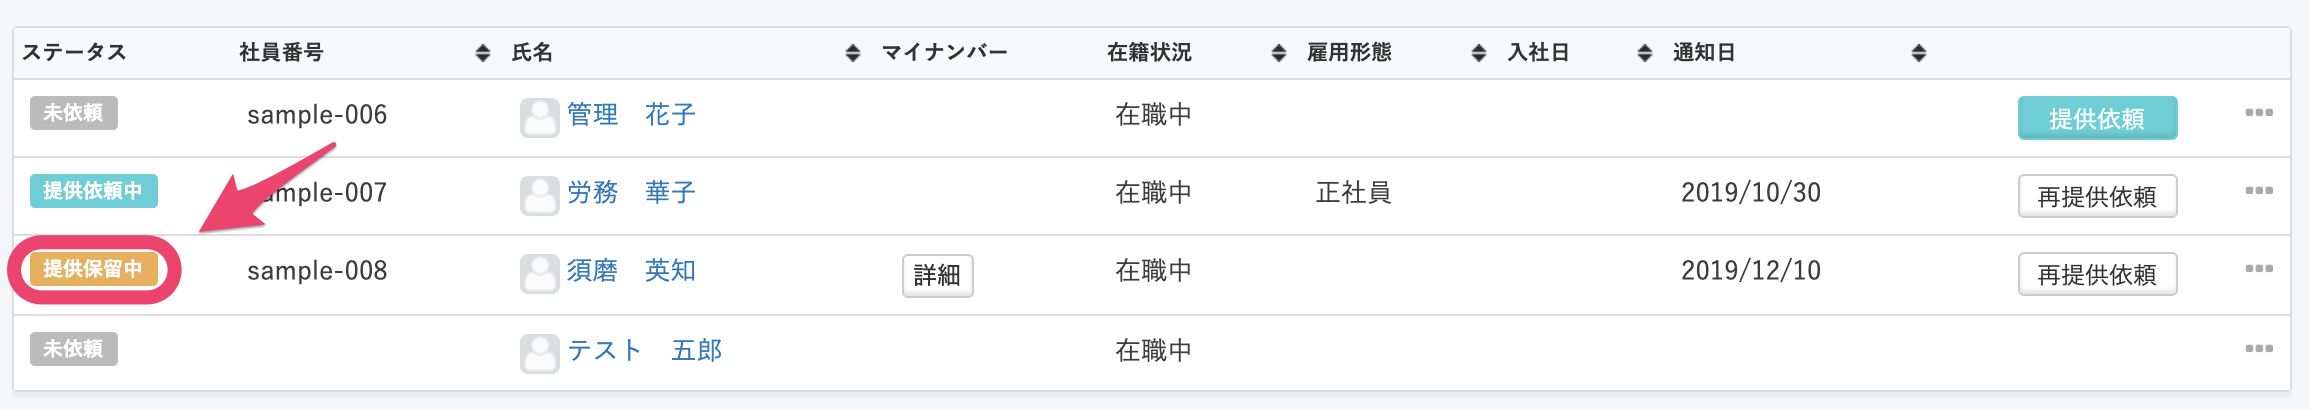 ステータス 社員番号 氏名 マイナンバー 在籍状況 雇用形態 入社日 通知日
未依頼 sample-006 管理　花子 在職中 提供依頼
提供依頼中 ample-007 労務　華子 在職中 正社員 2019/10/30 再提供依頼
提供保留中 sample-008 須磨　英知 詳細 在職中 2019/12/10 再提供依頼
未依頼 テスト　五郎 在職中